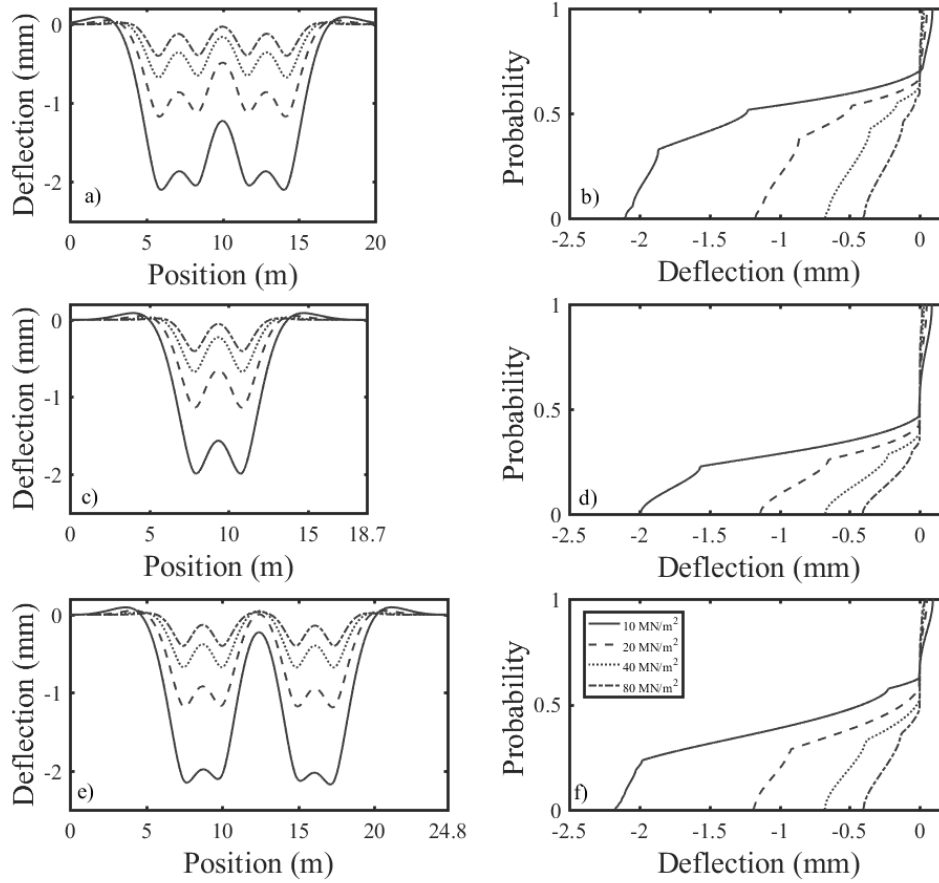 0
-1
-2
Deflection (mm)
a)
0
5
10
15
20
Position (m)
1
0.5
0
Probability
b)
-2.5
-2
-1.5
-1
-0.5
0
Deflection (mm)
0
-1
-2
Deflection (mm)
c)
0
5
10
15
18.7
Position (m)
1
0.5
0
Probability
d)
-2.5
-2
-1.5
-1
-0.5
0
Deflection (mm)
0
-1
-2
Deflection (mm)
e)
0
5
10
15
20
24.8
Position (m)
1
0.5
0
Probability
10 MN/m²
20 MN/m²
40 MN/m²
80 MN/m²
f)
-2.5
-2
-1.5
-1
-0.5
0
Deflection (mm)